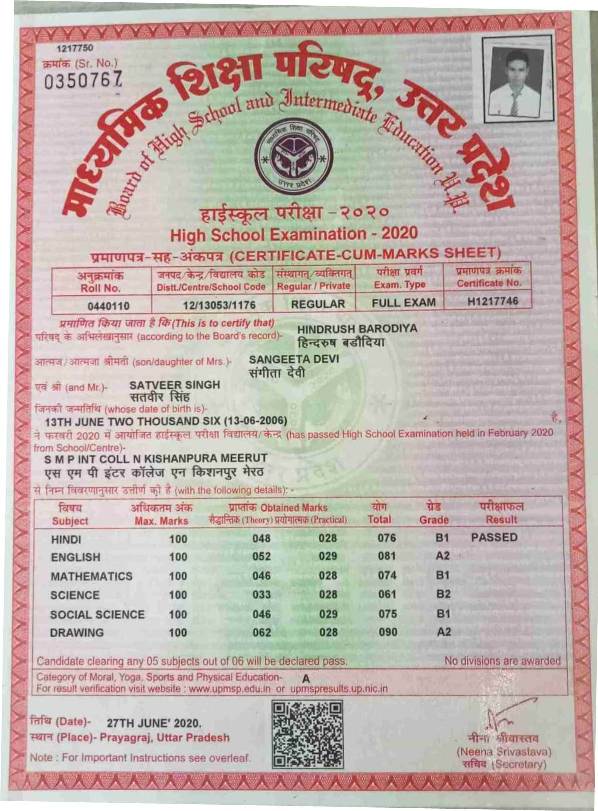 1217750
क्रमांक (Sr. No.)
0350767
माध्यमिक शिक्षा परिषद्, उत्तर प्रदेश
Board of High School and Intermediate Education U.P.
माध्यमिक शिक्षा परिषद्
उत्तर प्रदेश
हाईस्कूल परीक्षा - २०२०
High School Examination - 2020
प्रमाणपत्र-सह-अंकपत्र (CERTIFICATE-CUM-MARKS SHEET)
अनुक्रमांक जनपद/केन्द्र/विद्यालय कोड संस्थागत/व्यक्तिगत परीक्षा प्रवर्ग प्रमाणपत्र क्रमांक
Roll No. Distt./Centre/School Code Regular / Private Exam. Type Certificate No.
0440110 12/13053/1176 REGULAR FULL EXAM H1217746
प्रमाणित किया जाता है कि(This is to certify that)
परिषद के अभिलेखानुसार (according to the Board's record)- HINDRUSH BARODIYA
हिन्दरुष बडौदिया
आत्मज/आत्मजा श्रीमती (son/daughter of Mrs.)- SANGEETA DEVI
संगीता देवी
एवं श्री (and Mr.)- SATVEER SINGH
सतवीर सिंह
जिनकी जन्मतिथि (whose date of birth is)-
13TH JUNE TWO THOUSAND SIX (13-06-2006) है,
ने फरवरी 2020 में आयोजित हाईस्कूल परीक्षा विद्यालय/केन्द्र (has passed High School Examination held in February 2020
from School/Centre)-
S M P INT COLL N KISHANPURA MEERUT
एस एम पी इंटर कॉलेज एन किशनपुर मेरठ
से निम्न विवरणानुसार उत्तीर्ण की है (with the following details): -
विषय अधिकतम अंक प्राप्तांक Obtained Marks योग ग्रेड परीक्षाफल
Subject Max. Marks सैद्धान्तिक (Theory) प्रयोगात्मक (Practical) Total Grade Result
HINDI 100 048 028 076 B1 PASSED
ENGLISH 100 052 029 081 A2
MATHEMATICS 100 046 028 074 B1
SCIENCE 100 033 028 061 B2
SOCIAL SCIENCE 100 046 029 075 B1
DRAWING 100 062 028 090 A2
Candidate clearing any 05 subjects out of 06 will be declared pass. No divisions are awarded
Category of Moral, Yoga, Sports and Physical Education- A
For result verification visit website : www.upmsp.edu.in or upmspresults.up.nic.in
तिथि (Date)- 27TH JUNE' 2020.
स्थान (Place)- Prayagraj, Uttar Pradesh
Note : For Important Instructions see overleaf.
नीना श्रीवास्तव
(Neena Srivastava)
सचिव (Secretary)